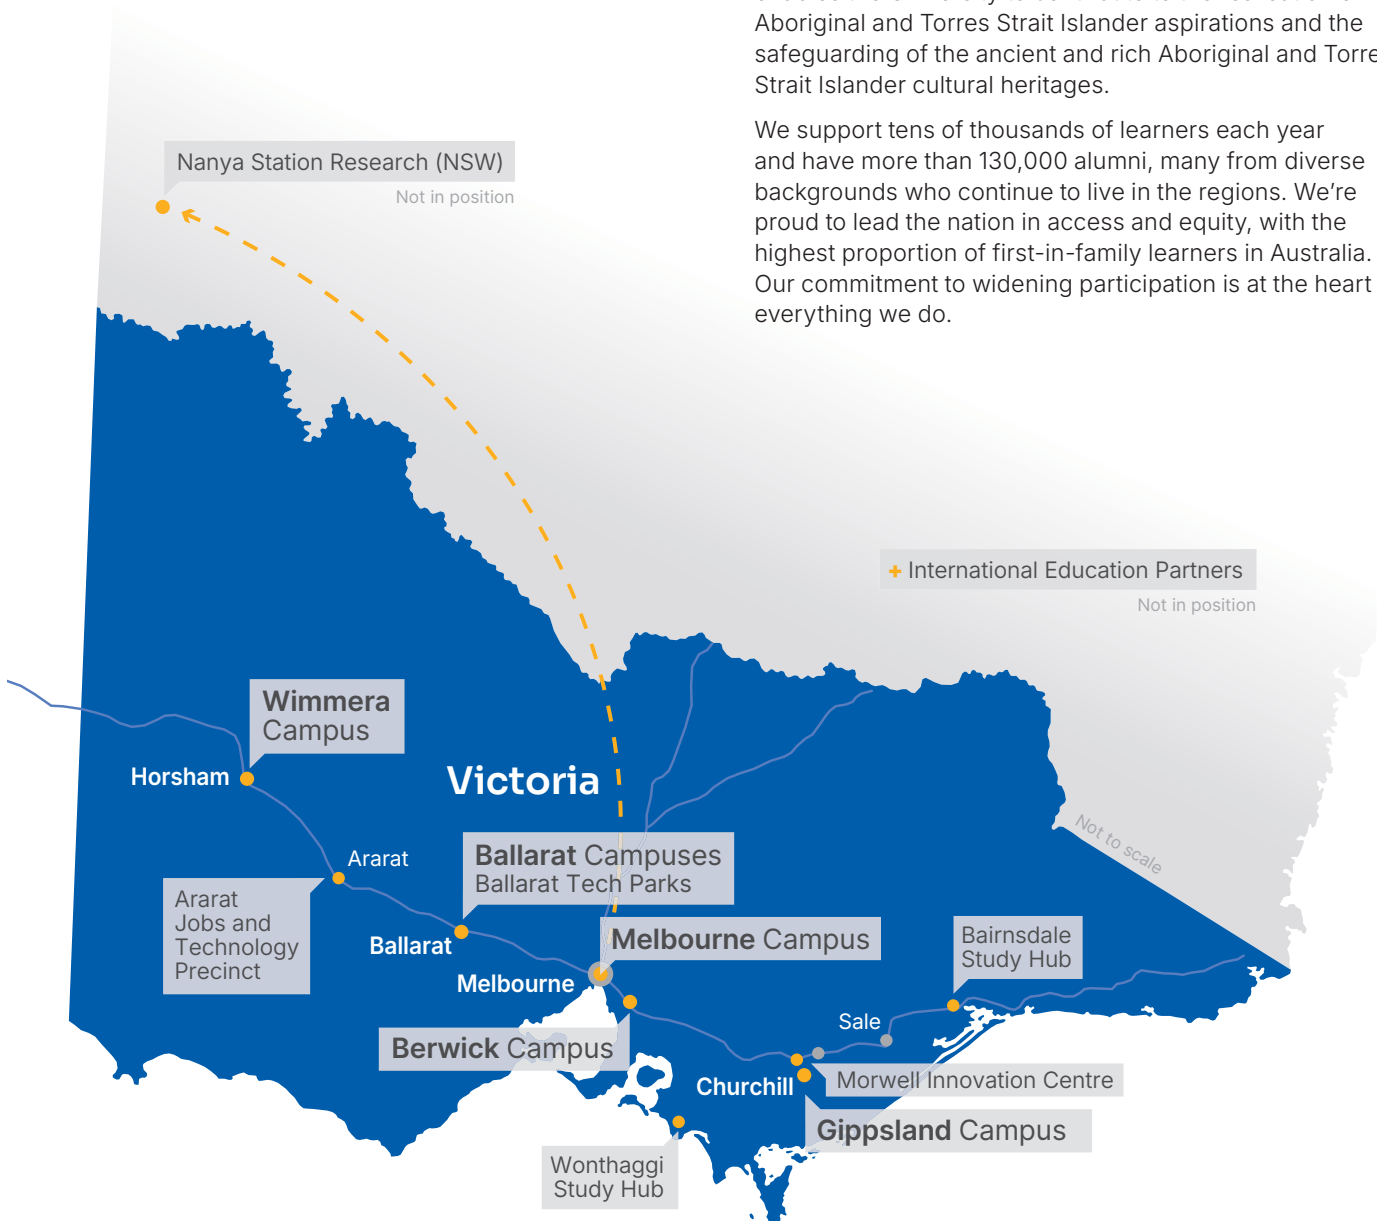 Aboriginal and Torres Strait Islander aspirations and the
safeguarding of the ancient and rich Aboriginal and Torre
Strait Islander cultural heritages.
We support tens of thousands of learners each year
and have more than 130,000 alumni, many from diverse
backgrounds who continue to live in the regions. We’re
proud to lead the nation in access and equity, with the
highest proportion of first-in-family learners in Australia.
Our commitment to widening participation is at the heart
everything we do.
Nanya Station Research (NSW)
Not in position
+ International Education Partners
Not in position
Wimmera
Campus
Horsham
Victoria
Not to scale
Ararat
Ballarat Campuses
Ballarat Tech Parks
Ararat
Jobs and
Technology
Precinct
Ballarat
Melbourne Campus
Bairnsdale
Study Hub
Melbourne
Sale
Berwick Campus
Churchill
Morwell Innovation Centre
Gippsland Campus
Wonthaggi
Study Hub